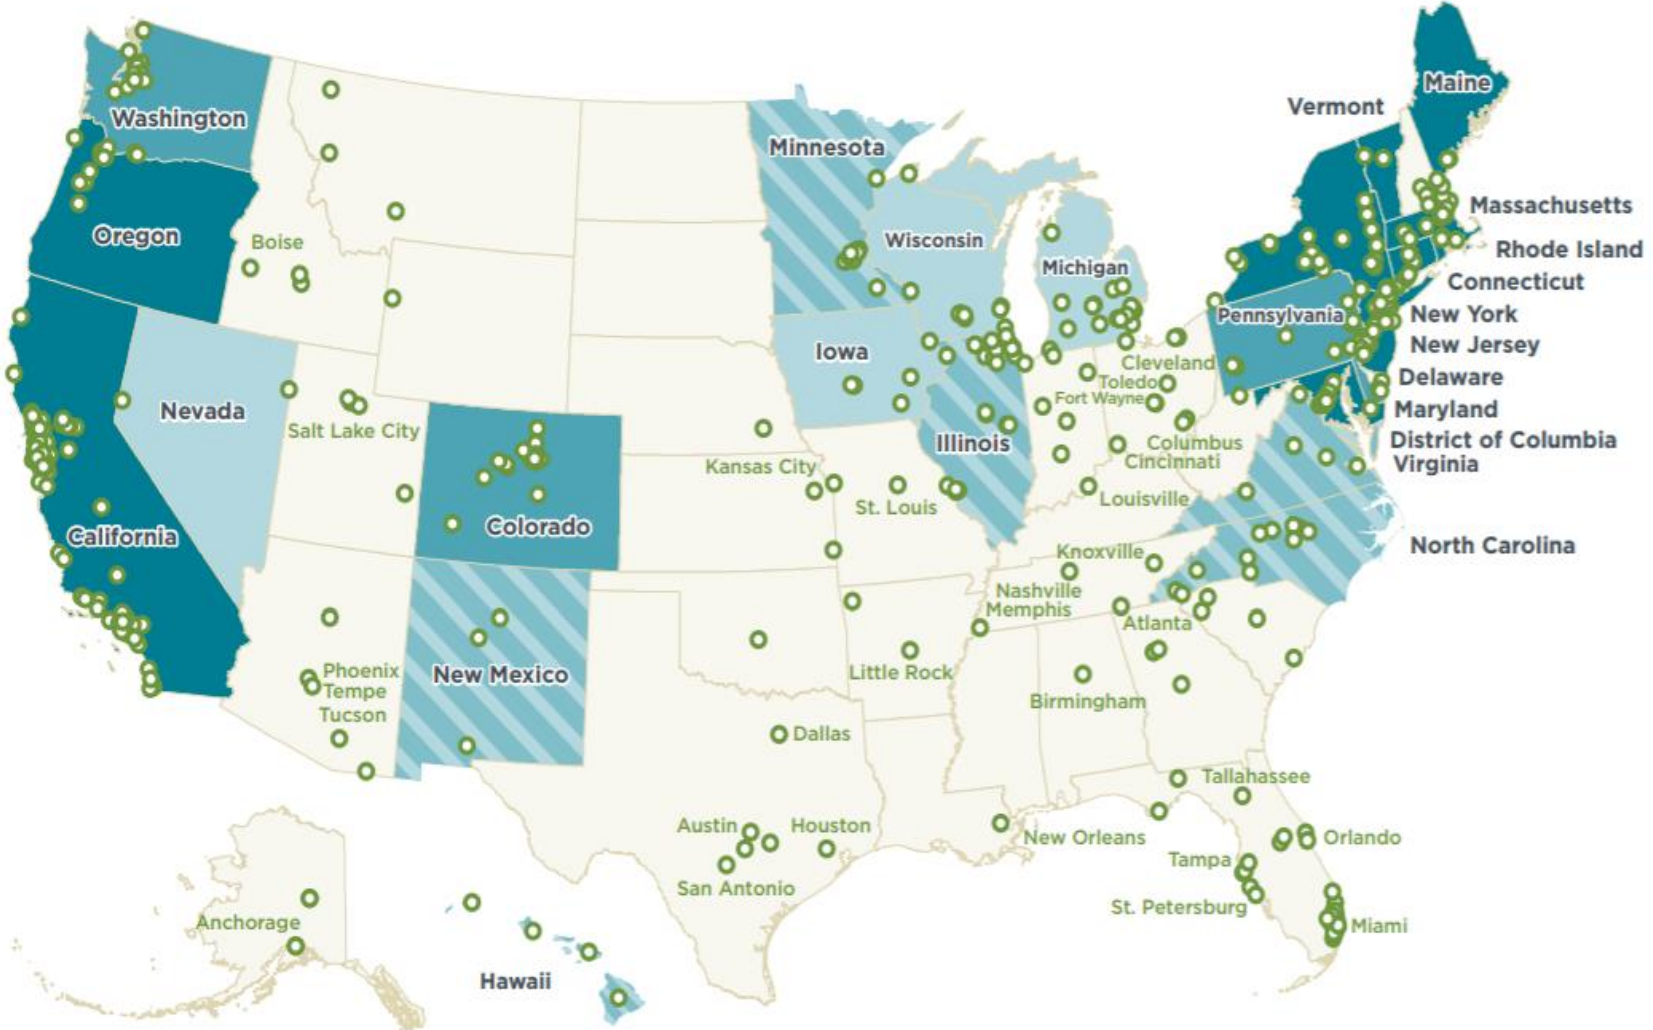 Maine
Vermont
Washington
Minnesota
Massachusetts
Oregon
Boise
Wisconsin
Rhode Island
Michigan
Connecticut
Pennsylvania
New York
Iowa
New Jersey
Cleveland
Toledo
Delaware
Nevada
Fort Wayne
Maryland
Salt Lake City
Illinois
Columbus
District of Columbia
Cincinnati
Virginia
Kansas City
St. Louis
Louisville
Colorado
California
North Carolina
Knoxville
Nashville
Memphis
Atlanta
New Mexico
Phoenix
Tempe
Little Rock
Tucson
Birmingham
Dallas
Tallahassee
Austin
Houston
New Orleans
Orlando
Tampa
San Antonio
St. Petersburg
Anchorage
Miami
Hawaii